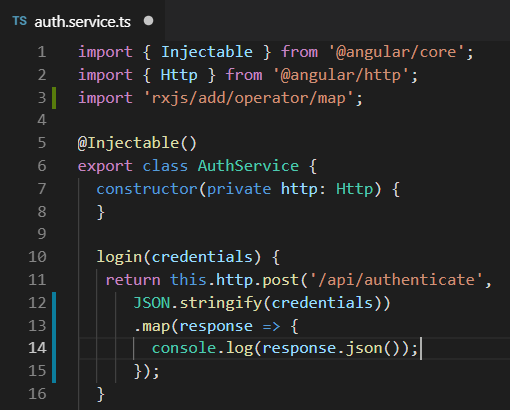 TS auth.service.ts
1 import { Injectable } from '@angular/core';
2 import { Http } from '@angular/http';
3 import 'rxjs/add/operator/map';
4
5 @Injectable()
6 export class AuthService {
7 constructor(private http: Http) {
8 }
9
10 login(credentials) {
11 return this.http.post('/api/authenticate',
12 JSON.stringify(credentials))
13 .map(response => {
14 console.log(response.json());
15 });
16 }